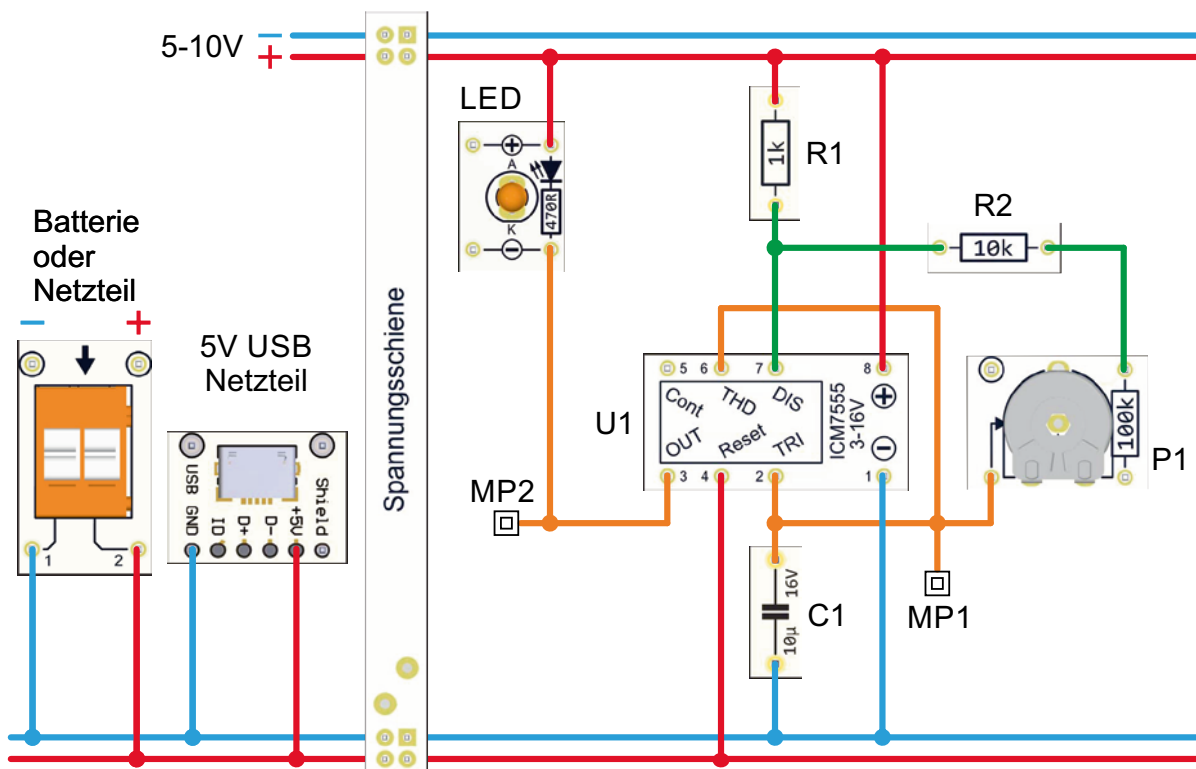 5-10V
−
+
LED
A
K
470R
1k
R1
R2
10k
Batterie
oder
Netzteil
−
+
1
2
5V USB
Netzteil
USB
GND
ID
D+
D-
+5V
Shield
Spannungsschiene
U1
5
6
7
8
Cont
THD
DIS
OUT
Reset
TRI
ICM7555
3-16V
3
4
2
1
100k
P1
MP2
MP1
16V
10µ
C1